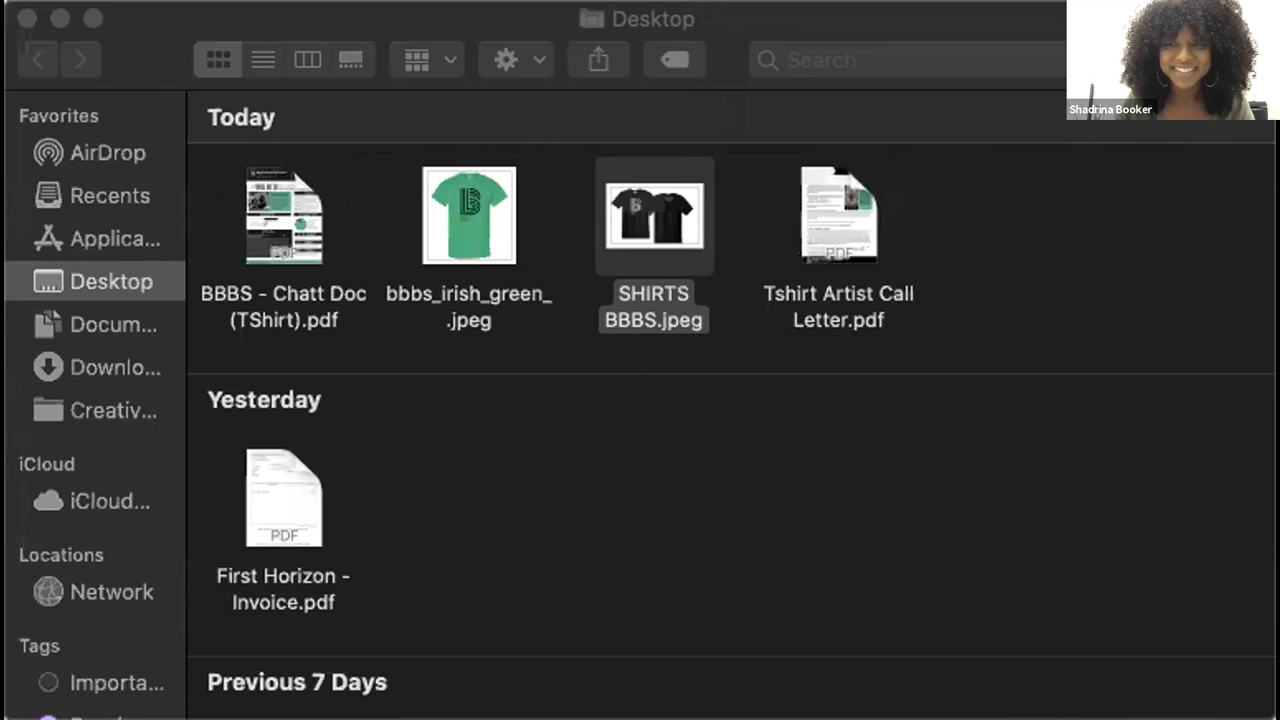 Desktop
Search
Shadrina Booker
Favorites
AirDrop
Recents
Applica...
Desktop
Docum...
Downlo...
Creativ...
iCloud
iCloud...
Locations
Network
Tags
Importa...
Today
B
B
PDF
PDF
BBBS - Chatt Doc
(TShirt).pdf
bbbs_irish_green_
.jpeg
SHIRTS
BBBS.jpeg
Tshirt Artist Call
Letter.pdf
Yesterday
PDF
First Horizon -
Invoice.pdf
Previous 7 Days